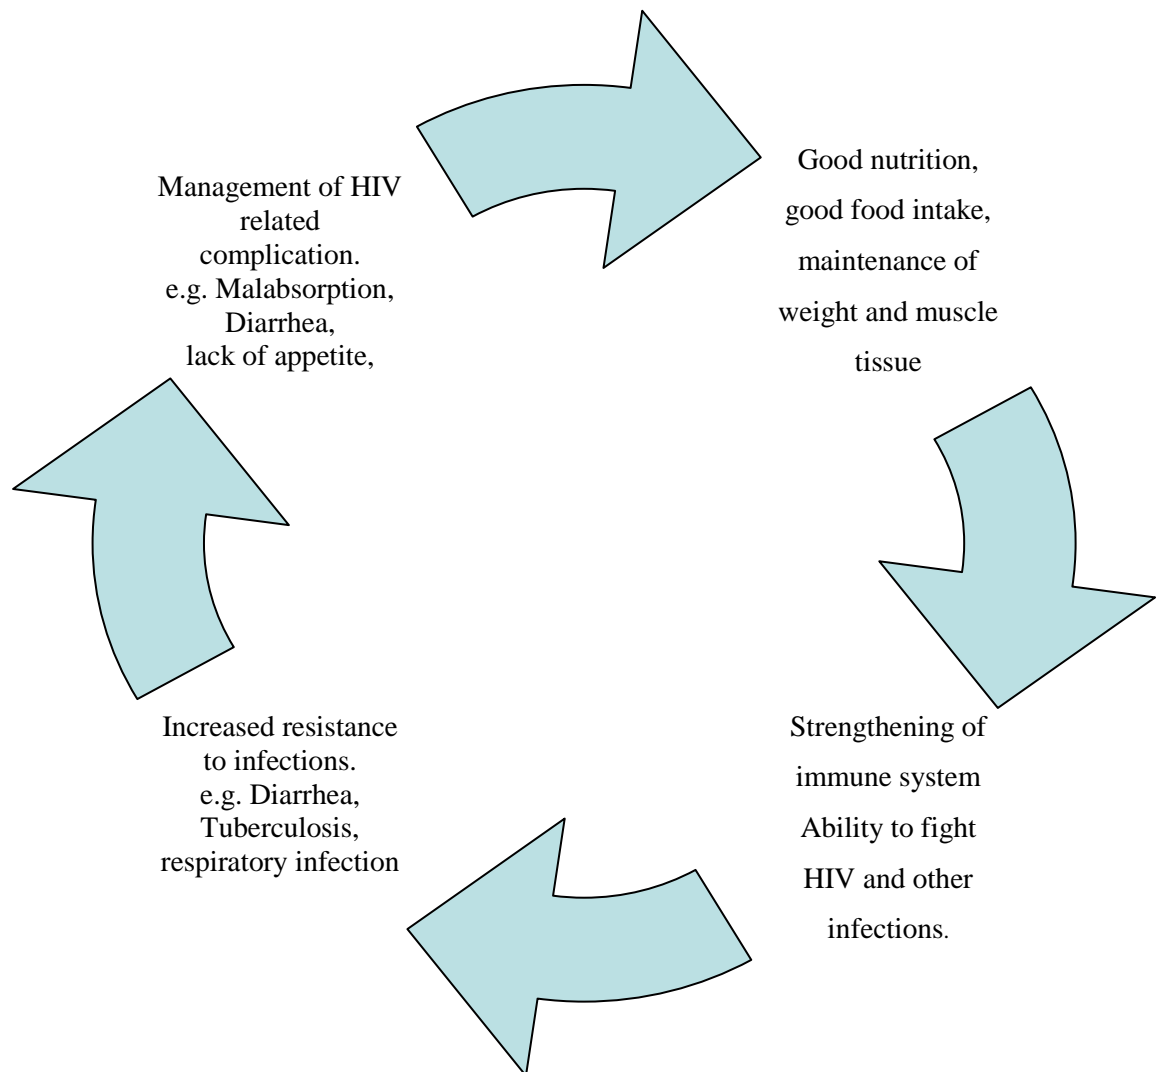 Management of HIV
related
complication.
e.g. Malabsorption,
Diarrhea,
lack of appetite,
Good nutrition,
good food intake,
maintenance of
weight and muscle
tissue
Strengthening of
immune system
Ability to fight
HIV and other
infections.
Increased resistance
to infections.
e.g. Diarrhea,
Tuberculosis,
respiratory infection